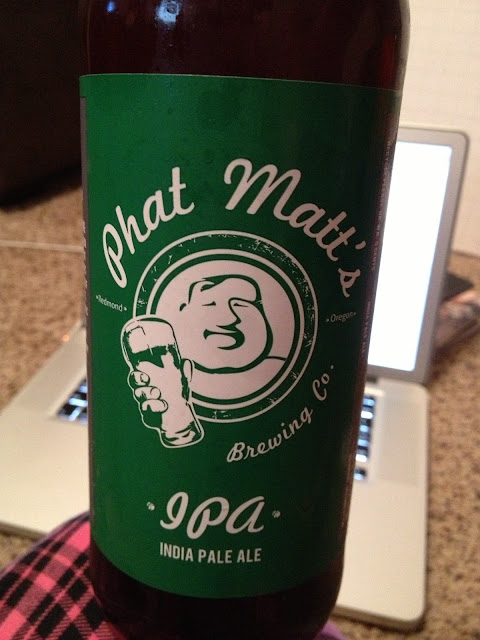 Phat Matt's
•Redmond•
•Oregon•
Brewing Co.
IPA
INDIA PALE ALE